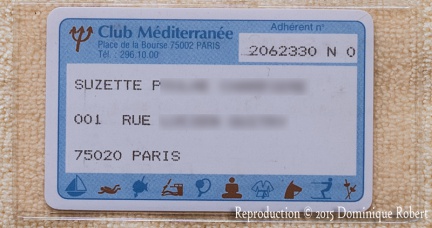 Club Méditerranée
Place de la Bourse 75002 PARIS
Tél. : 296.10.00
Adhérent n°
2062330 N 0
SUZETTE P
001 RUE
75020 PARIS
Reproduction © 2015 Dominique Robert